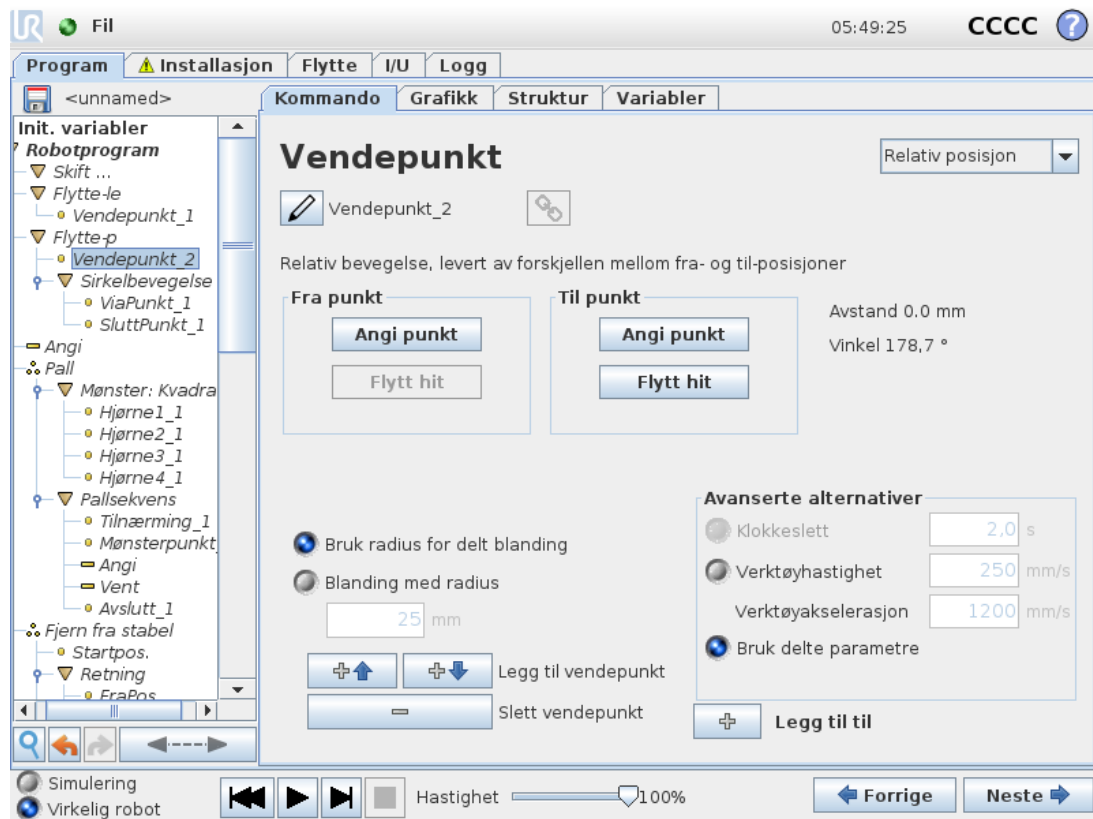 UR Fil 05:49:25 CCCC ?
Program Installasjon Flytte I/U Logg
<unnamed>
Kommando Grafikk Struktur Variabler
Init. variabler
Robotprogram
Skift ...
Flytte-le
Vendepunkt_1
Flytte-p
Vendepunkt_2
Sirkelbevegelse
ViaPunkt_1
SluttPunkt_1
Angi
Pall
Mønster: Kvadra
Hjørne1_1
Hjørne2_1
Hjørne3_1
Hjørne4_1
Pallsekvens
Tilnærming_1
Mønsterpunkt_
Angi
Vent
Avslutt_1
Fjern fra stabel
Startpos.
Retning
FraPos
Vendepunkt
Relativ posisjon
Vendepunkt_2
Relativ bevegelse, levert av forskjellen mellom fra- og til-posisjoner
Fra punkt
Angi punkt
Flytt hit
Til punkt
Angi punkt
Flytt hit
Avstand 0.0 mm
Vinkel 178,7 °
Bruk radius for delt blanding
Blanding med radius
25 mm
Legg til vendepunkt
Slett vendepunkt
Avanserte alternativer
Klokkeslett 2,0 s
Verktøyhastighet 250 mm/s
Verktøyakselerasjon 1200 mm/s
Bruk delte parametre
Legg til til
Simulering
Virkelig robot
Hastighet 100%
Forrige Neste